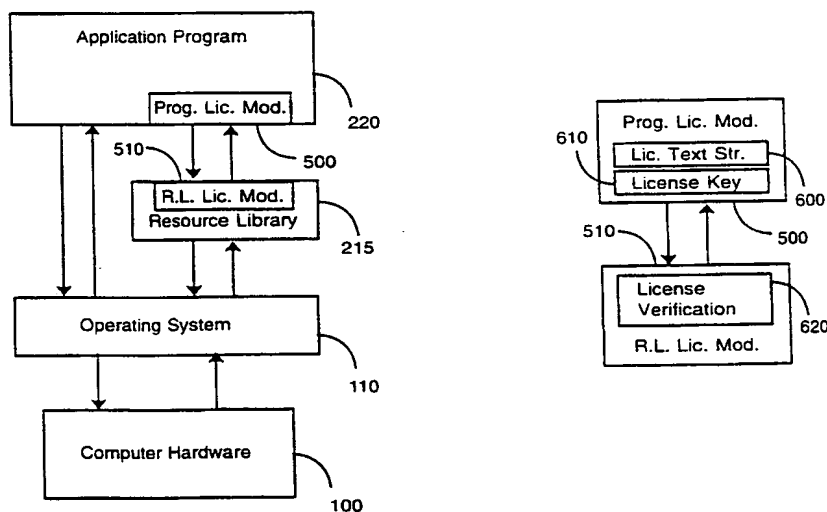 Application Program
Prog. Lic. Mod.
220
510
500
R.L. Lic. Mod.
Resource Library
215
Operating System
110
Computer Hardware
100
Prog. Lic. Mod.
610
Lic. Text Str.
License Key
600
510
500
License
Verification
620
R.L. Lic. Mod.